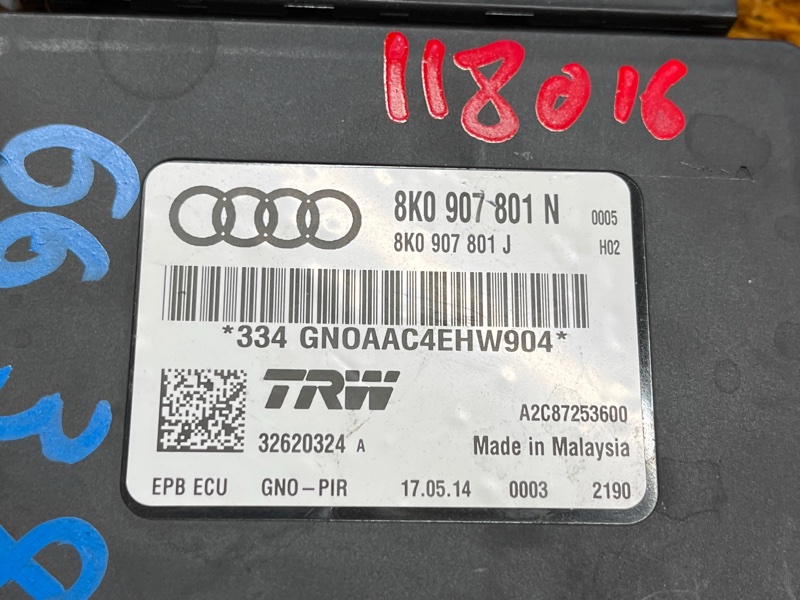 118016
8K0 907 801 N 0005
8K0 907 801 J H02
*334 GNOAAC4EHW904*
TRW
A2C87253600
32620324 A Made in Malaysia
EPB ECU GNO-PIR 17.05.14 0003 2190
6638